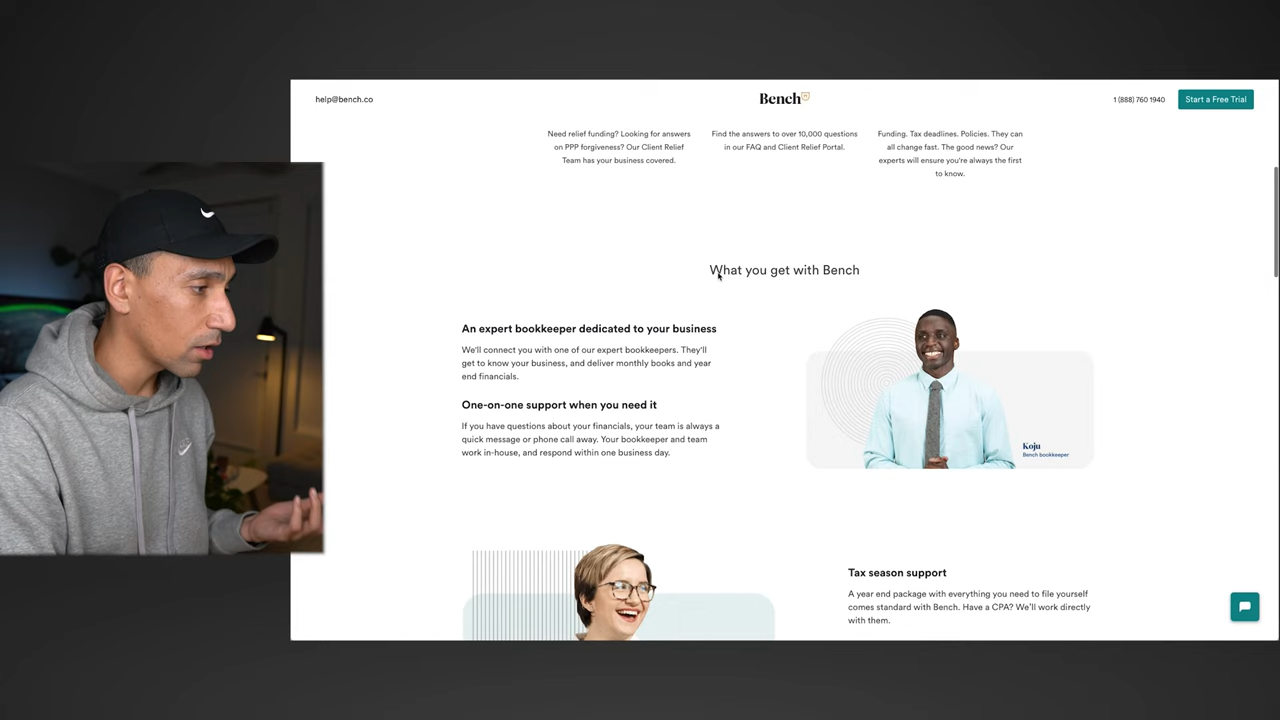 help@bench.co
Bench
1 (888) 760 1940
Start a Free Trial
Need relief funding? Looking for answers
on PPP forgiveness? Our Client Relief
Team has your business covered.
Find the answers to over 10,000 questions
in our FAQ and Client Relief Portal.
Funding. Tax deadlines. Policies. They can
all change fast. The good news? Our
experts will ensure you're always the first
to know.
What you get with Bench
An expert bookkeeper dedicated to your business
We'll connect you with one of our expert bookkeepers. They'll
get to know your business, and deliver monthly books and year
end financials.
One-on-one support when you need it
If you have questions about your financials, your team is always a
quick message or phone call away. Your bookkeeper and team
work in-house, and respond within one business day.
Koju
Bench bookkeeper
Tax season support
A year end package with everything you need to file yourself
comes standard with Bench. Have a CPA? We'll work directly
with them.